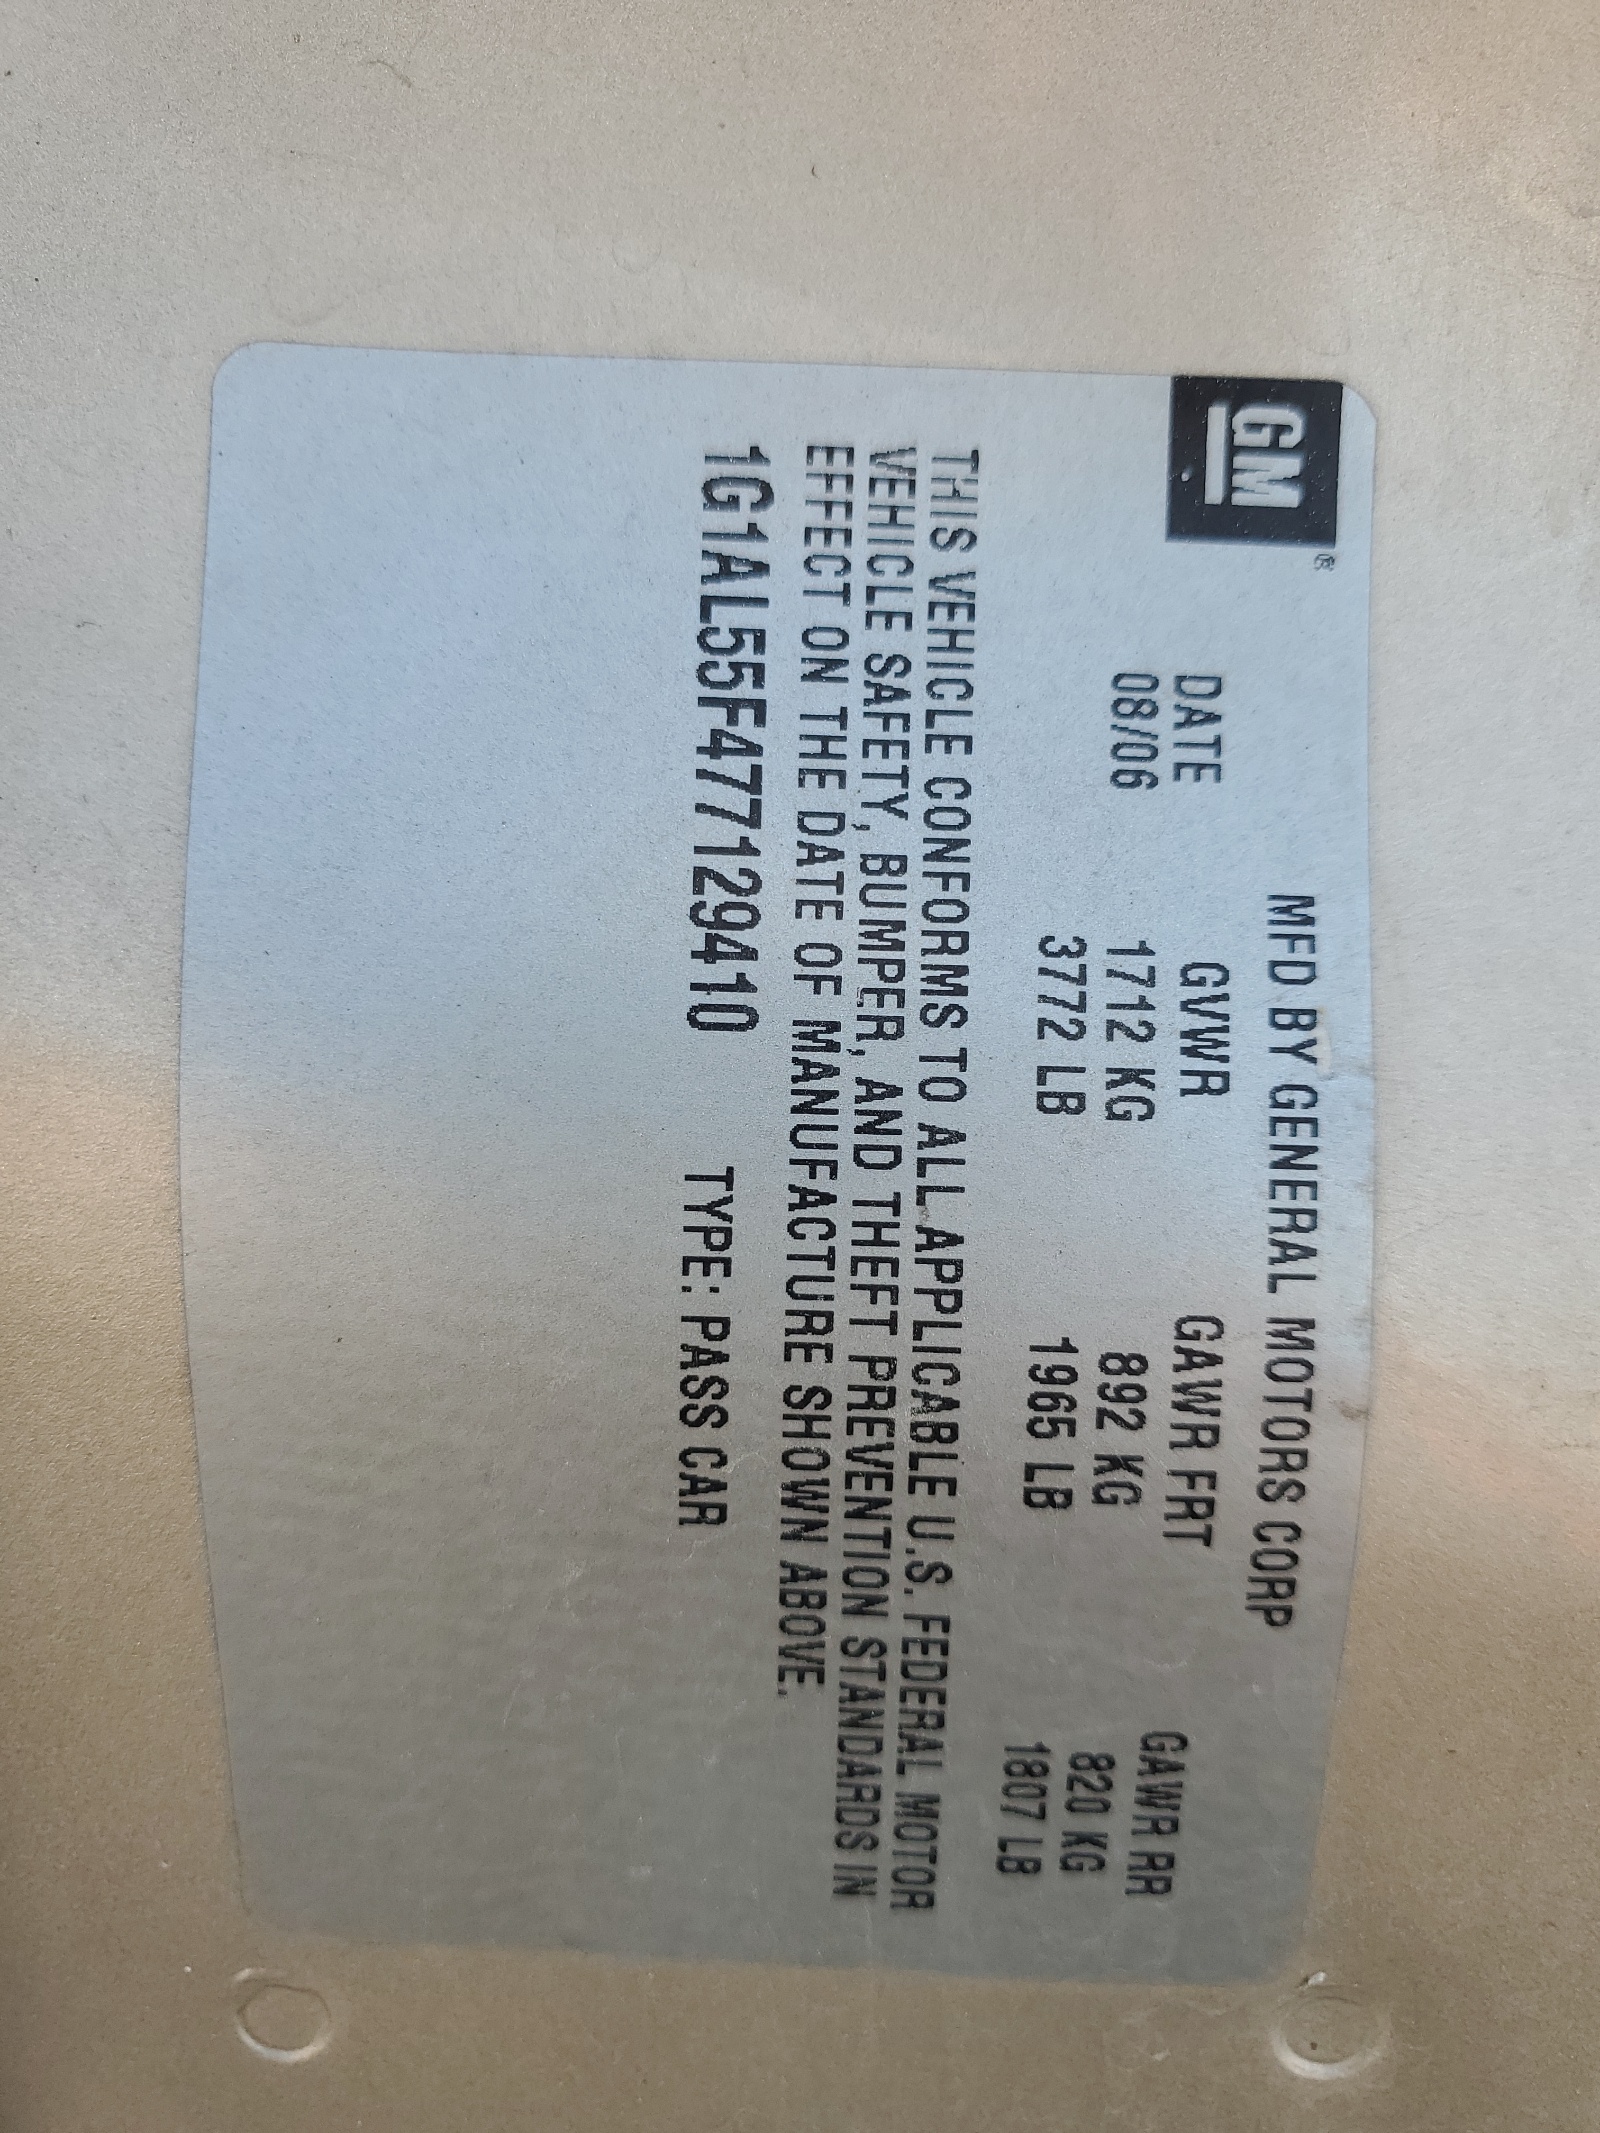 GM®
MFD BY GENERAL MOTORS CORP
DATE GVWR GAWR FRT GAWR RR
08/06 1712 KG 892 KG 820 KG
3772 LB 1965 LB 1807 LB
THIS VEHICLE CONFORMS TO ALL APPLICABLE U.S. FEDERAL MOTOR
VEHICLE SAFETY, BUMPER, AND THEFT PREVENTION STANDARDS IN
EFFECT ON THE DATE OF MANUFACTURE SHOWN ABOVE.
1G1AL55F477129410 TYPE: PASS CAR